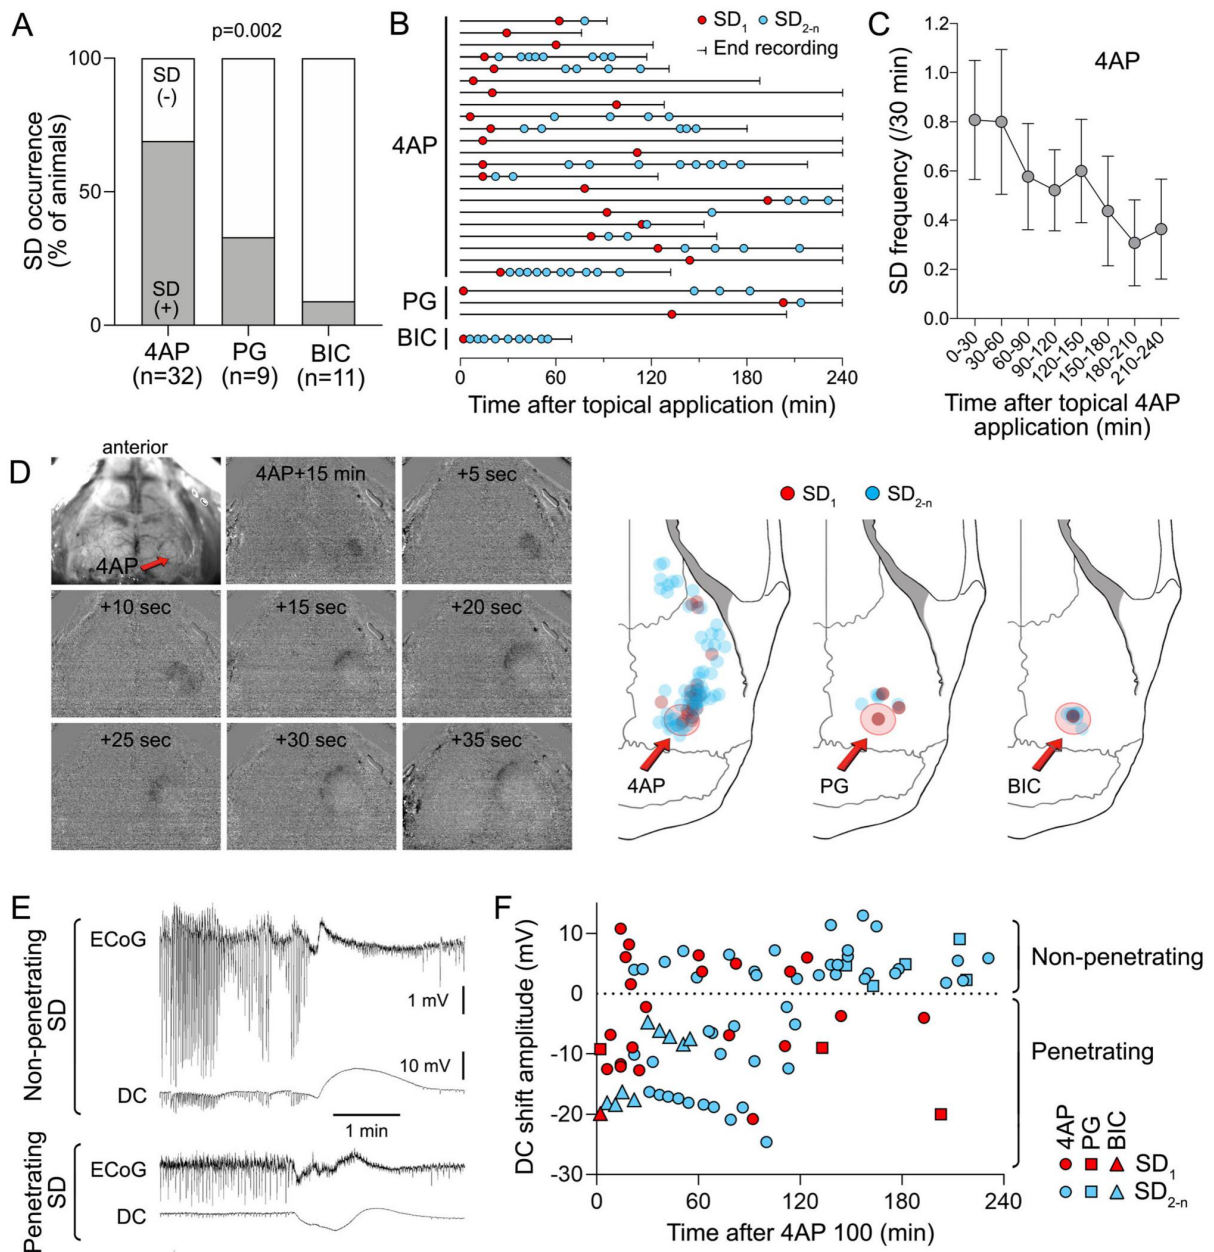 A
p=0.002
100
50
0
SD occurrence
(% of animals)
SD
(-)
SD
(+)
4AP
(n=32)
PG
(n=9)
BIC
(n=11)
B
SD1
SD2-n
End recording
4AP
PG
BIC
0
60
120
180
240
Time after topical application (min)
C
4AP
1.2
1.0
0.8
0.6
0.4
0.2
0.0
SD frequency (/30 min)
0-30
30-60
60-90
90-120
120-150
150-180
180-210
210-240
Time after topical 4AP
application (min)
D
anterior
4AP
4AP+15 min
+5 sec
+10 sec
+15 sec
+20 sec
+25 sec
+30 sec
+35 sec
SD1
SD2-n
4AP
PG
BIC
E
Non-penetrating
SD
ECoG
1 mV
10 mV
DC
1 min
Penetrating
SD
ECoG
DC
F
DC shift amplitude (mV)
10
0
-10
-20
-30
0
60
120
180
240
Time after 4AP 100 (min)
Non-penetrating
Penetrating
4AP
PG
BIC
SD1
SD2-n